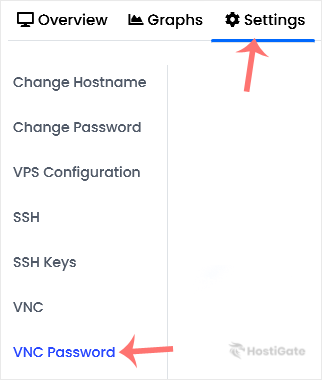 Overview Graphs Settings
Change Hostname
Change Password
VPS Configuration
SSH
SSH Keys
VNC
VNC Password
HostiGate